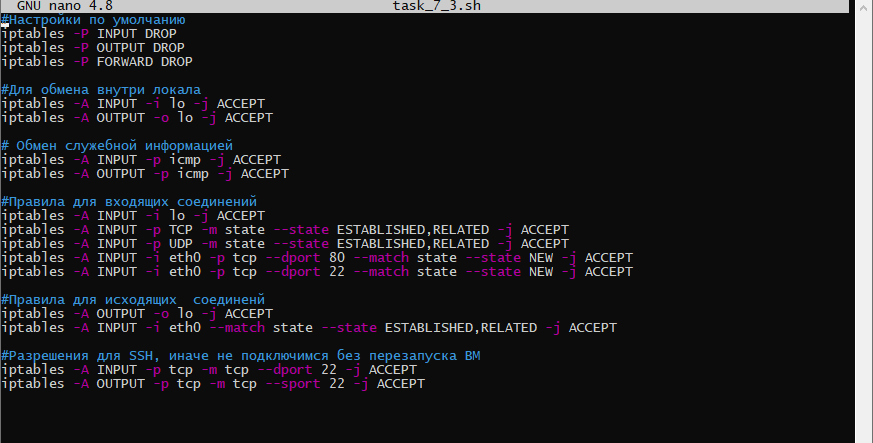 GNU nano 4.8 task_7_3.sh
#Настройки по умолчанию
iptables -P INPUT DROP
iptables -P OUTPUT DROP
iptables -P FORWARD DROP
#Для обмена внутри локала
iptables -A INPUT -i lo -j ACCEPT
iptables -A OUTPUT -o lo -j ACCEPT
# Обмен служебной информацией
iptables -A INPUT -p icmp -j ACCEPT
iptables -A OUTPUT -p icmp -j ACCEPT
#Правила для входящих соединений
iptables -A INPUT -i lo -j ACCEPT
iptables -A INPUT -p TCP -m state --state ESTABLISHED,RELATED -j ACCEPT
iptables -A INPUT -p UDP -m state --state ESTABLISHED,RELATED -j ACCEPT
iptables -A INPUT -i eth0 -p tcp --dport 80 --match state --state NEW -j ACCEPT
iptables -A INPUT -i eth0 -p tcp --dport 22 --match state --state NEW -j ACCEPT
#Правила для исходящих  соединенй
iptables -A OUTPUT -o lo -j ACCEPT
iptables -A INPUT -i eth0 --match state --state ESTABLISHED,RELATED -j ACCEPT
#Разрешения для SSH, иначе не подключимся без перезапуска ВМ
iptables -A INPUT -p tcp -m tcp --dport 22 -j ACCEPT
iptables -A OUTPUT -p tcp -m tcp --sport 22 -j ACCEPT